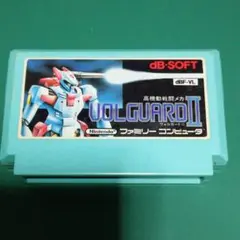 dB-SOFT
dBF-VL
高機動戦闘メカ
VOLGUARD II
ヴォルガードII
Nintendo ファミリーコンピュータ